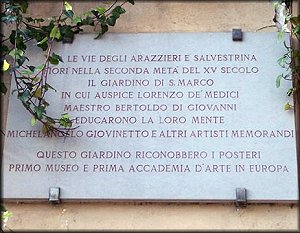 LE VIE DEGLI ARAZZIERI E SALVESTRINA
FIORI NELLA SECONDA METÀ DEL XV SECOLO
IL GIARDINO DI S. MARCO
IN CUI AUSPICE LORENZO DE' MEDICI
MAESTRO BERTOLDO DI GIOVANNI
EDUCARONO LA LORO MENTE
MICHELANGELO GIOVINETTO E ALTRI ARTISTI MEMORANDI
QUESTO GIARDINO RICONOBBERO I POSTERI
PRIMO MUSEO E PRIMA ACCADEMIA D'ARTE IN EUROPA